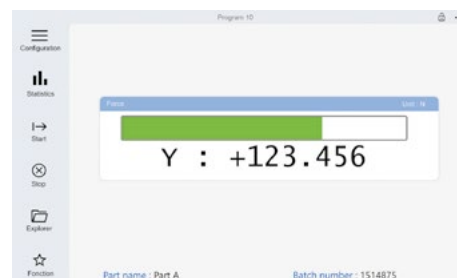 Program 10
Configuration
Statistics
Start
Stop
Explorer
Fonction
Force
Unit : N
Y : +123.456
Part name : Part A
Batch number : 1514875